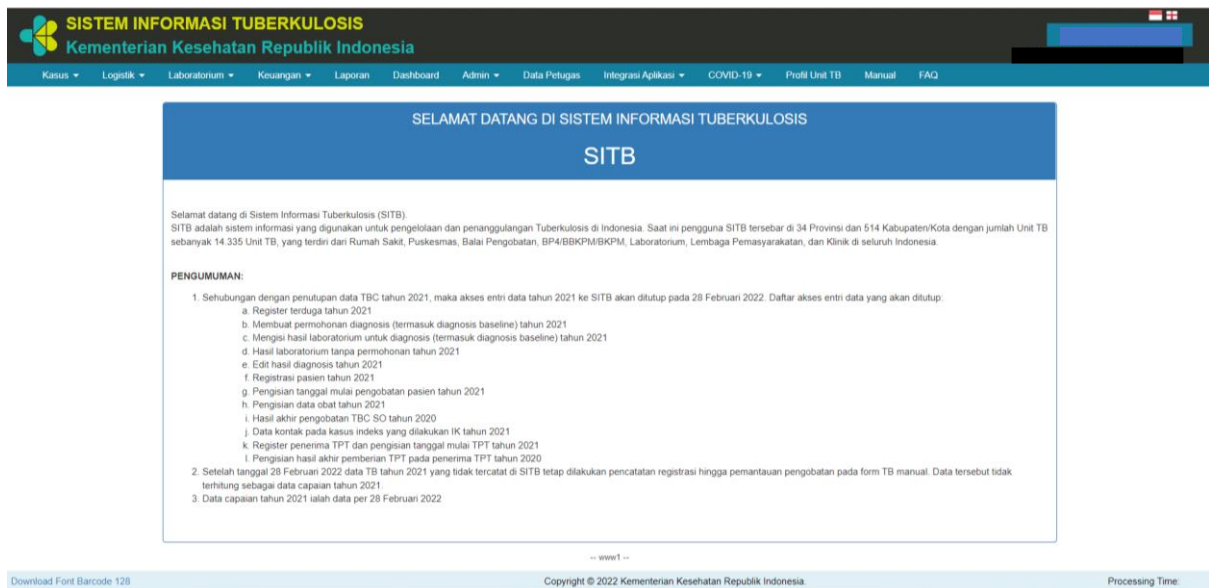 SISTEM INFORMASI TUBERKULOSIS
Kementerian Kesehatan Republik Indonesia
Kasus Logistik Laboratorium Keuangan Laporan Dashboard Admin Data Petugas Integrasi Aplikasi COVID-19 Profil Unit TB Manual FAQ
SELAMAT DATANG DI SISTEM INFORMASI TUBERKULOSIS
SITB
Selamat datang di Sistem Informasi Tuberkulosis (SITB).
SITB adalah sistem informasi yang digunakan untuk pengelolaan dan penanggulangan Tuberkulosis di Indonesia. Saat ini pengguna SITB tersebar di 34 Provinsi dan 514 Kabupaten/Kota dengan jumlah Unit TB
sebanyak 14.335 Unit TB, yang terdiri dari Rumah Sakit, Puskesmas, Balai Pengobatan, BP4/BBKPM/BKPM, Laboratorium, Lembaga Pemasyarakatan, dan Klinik di seluruh Indonesia.
PENGUMUMAN:
1. Sehubungan dengan penutupan data TBC tahun 2021, maka akses entri data tahun 2021 ke SITB akan ditutup pada 28 Februari 2022. Daftar akses entri data yang akan ditutup:
a. Register terduga tahun 2021
b. Membuat permohonan diagnosis (termasuk diagnosis baseline) tahun 2021
c. Mengisi hasil laboratorium untuk diagnosis (termasuk diagnosis baseline) tahun 2021
d. Hasil laboratorium tanpa permohonan tahun 2021
e. Edit hasil diagnosis tahun 2021
f. Registrasi pasien tahun 2021
g. Pengisian tanggal mulai pengobatan pasien tahun 2021
h. Pengisian data obat tahun 2021
i. Hasil akhir pengobatan TBC SO tahun 2020
j. Data kontak pada kasus indeks yang dilakukan IK tahun 2021
k. Register penerima TPT dan pengisian tanggal mulai TPT tahun 2021
l. Pengisian hasil akhir pemberian TPT pada penerima TPT tahun 2020
2. Setelah tanggal 28 Februari 2022 data TB tahun 2021 yang tidak tercatat di SITB tetap dilakukan pencatatan registrasi hingga pemantauan pengobatan pada form TB manual. Data tersebut tidak
terhitung sebagai data capaian tahun 2021.
3. Data capaian tahun 2021 ialah data per 28 Februari 2022
-- www1 --
Download Font Barcode 128 Copyright © 2022 Kementerian Kesehatan Republik Indonesia. Processing Time: